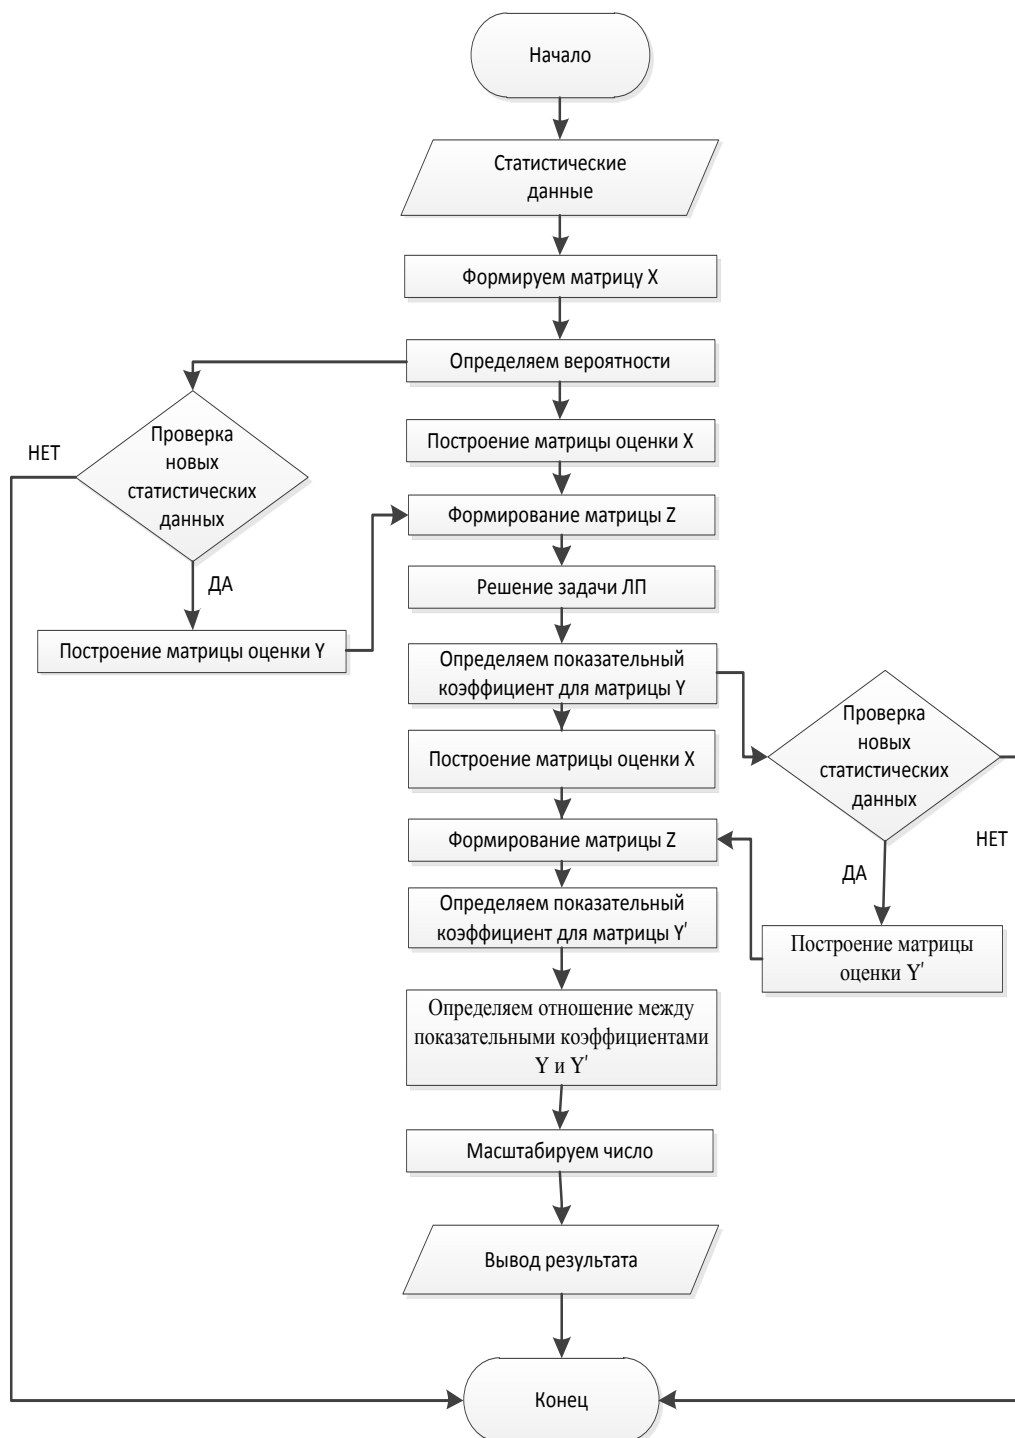 Начало
Статистические
данные
Формируем матрицу X
Определяем вероятности
Проверка
новых
статистических
данных
НЕТ
ДА
Построение матрицы оценки Y
Построение матрицы оценки X
Формирование матрицы Z
Решение задачи ЛП
Определяем показательный
коэффициент для матрицы Y
Проверка
новых
статистических
данных
НЕТ
ДА
Построение матрицы
оценки Y'
Построение матрицы оценки X
Формирование матрицы Z
Определяем показательный
коэффициент для матрицы Y'
Определяем отношение между
показательными коэффициентами
Y и Y'
Масштабируем число
Вывод результата
Конец